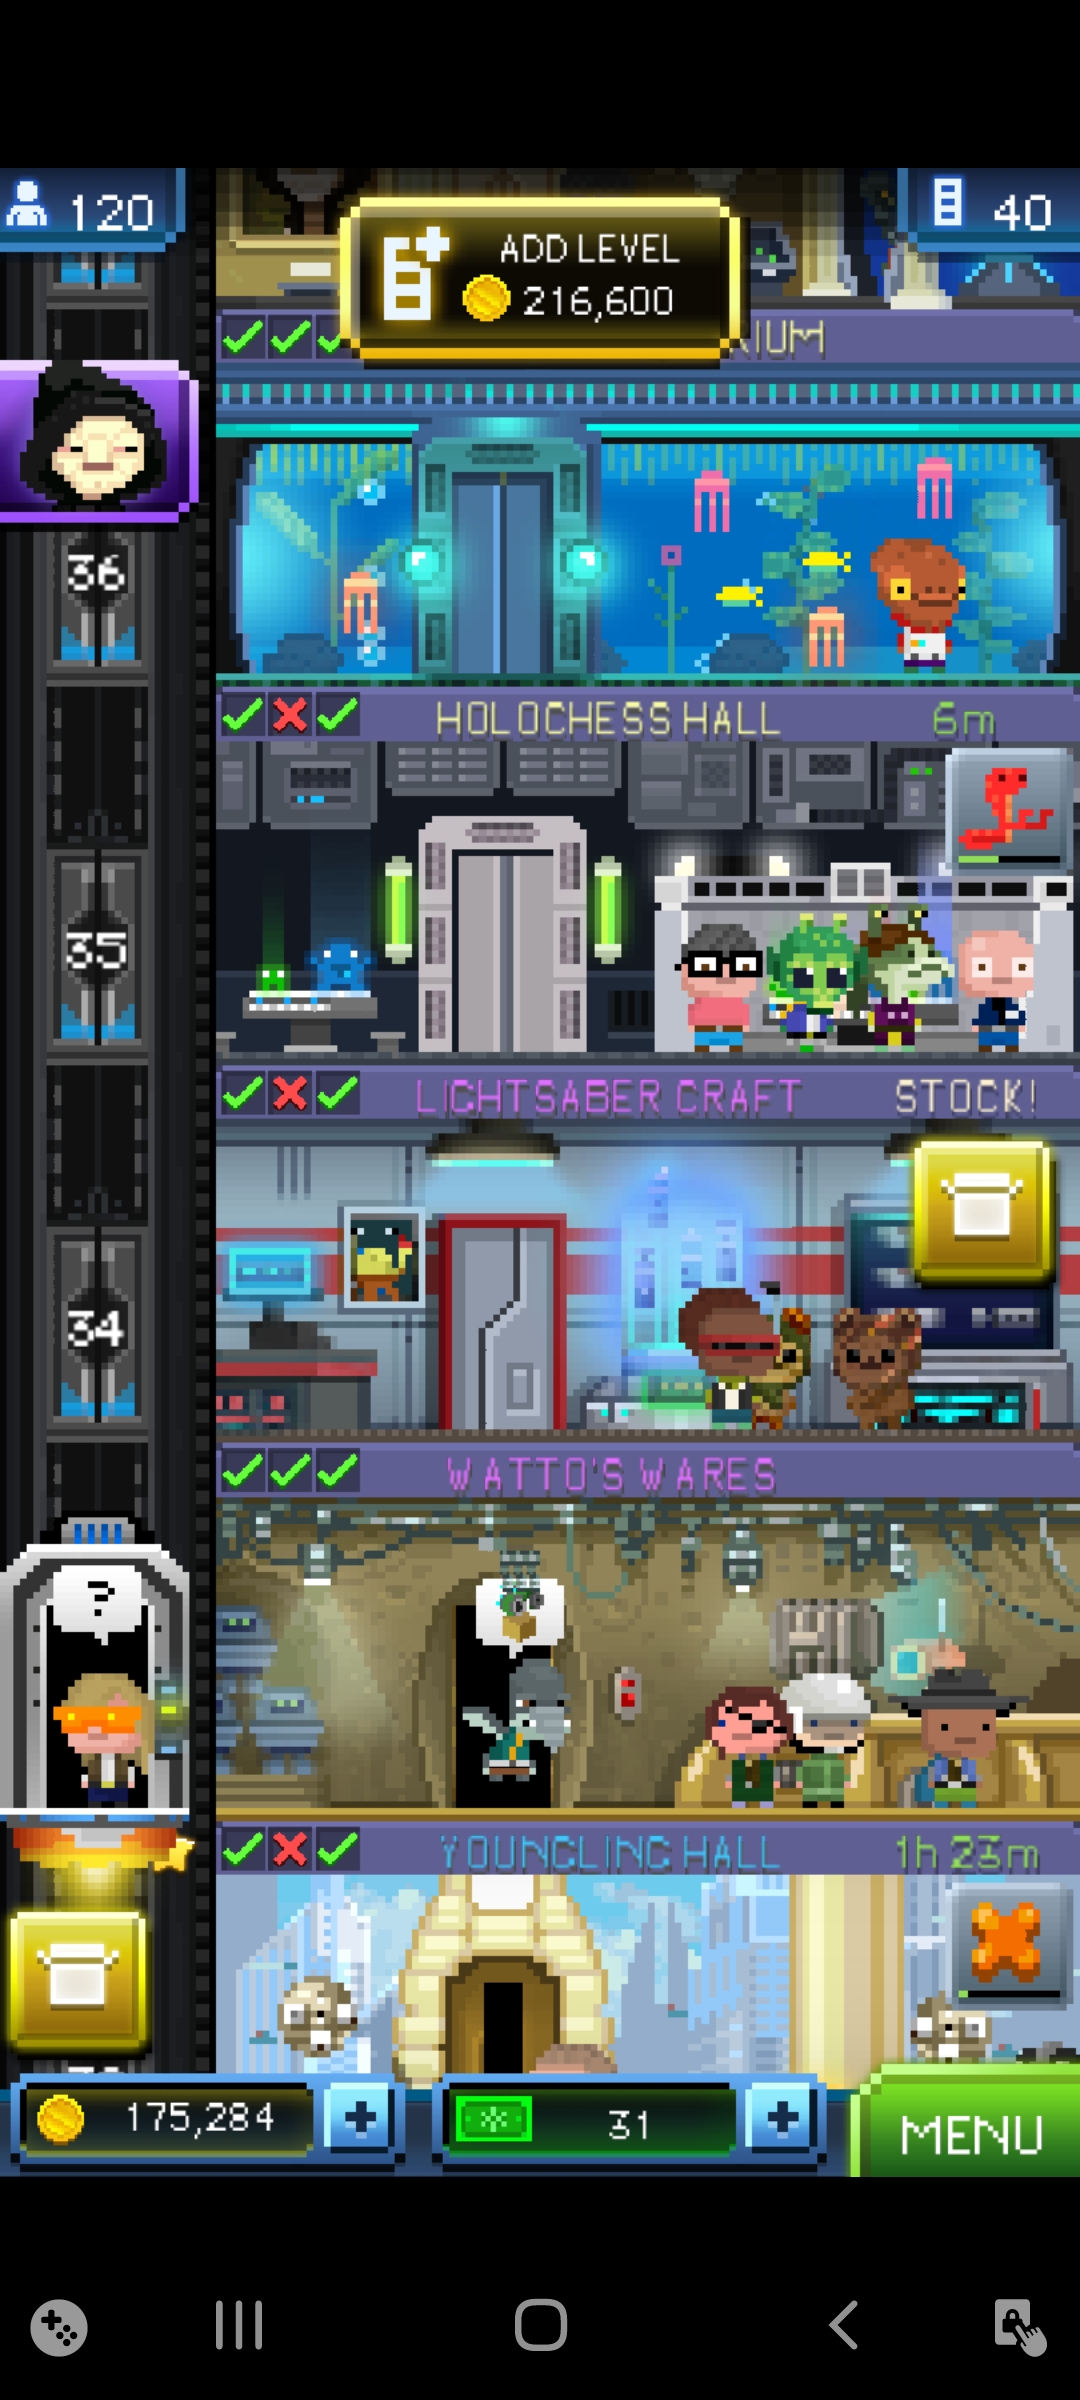 120
ADD LEVEL
216,600
40
36
HOLOCHESS HALL
6m
35
LIGHTSABER CRAFT
STOCK!
34
WATTO'S WARES
?
YOUNGLING HALL
1h 23m
175,284
+
31
+
MENU